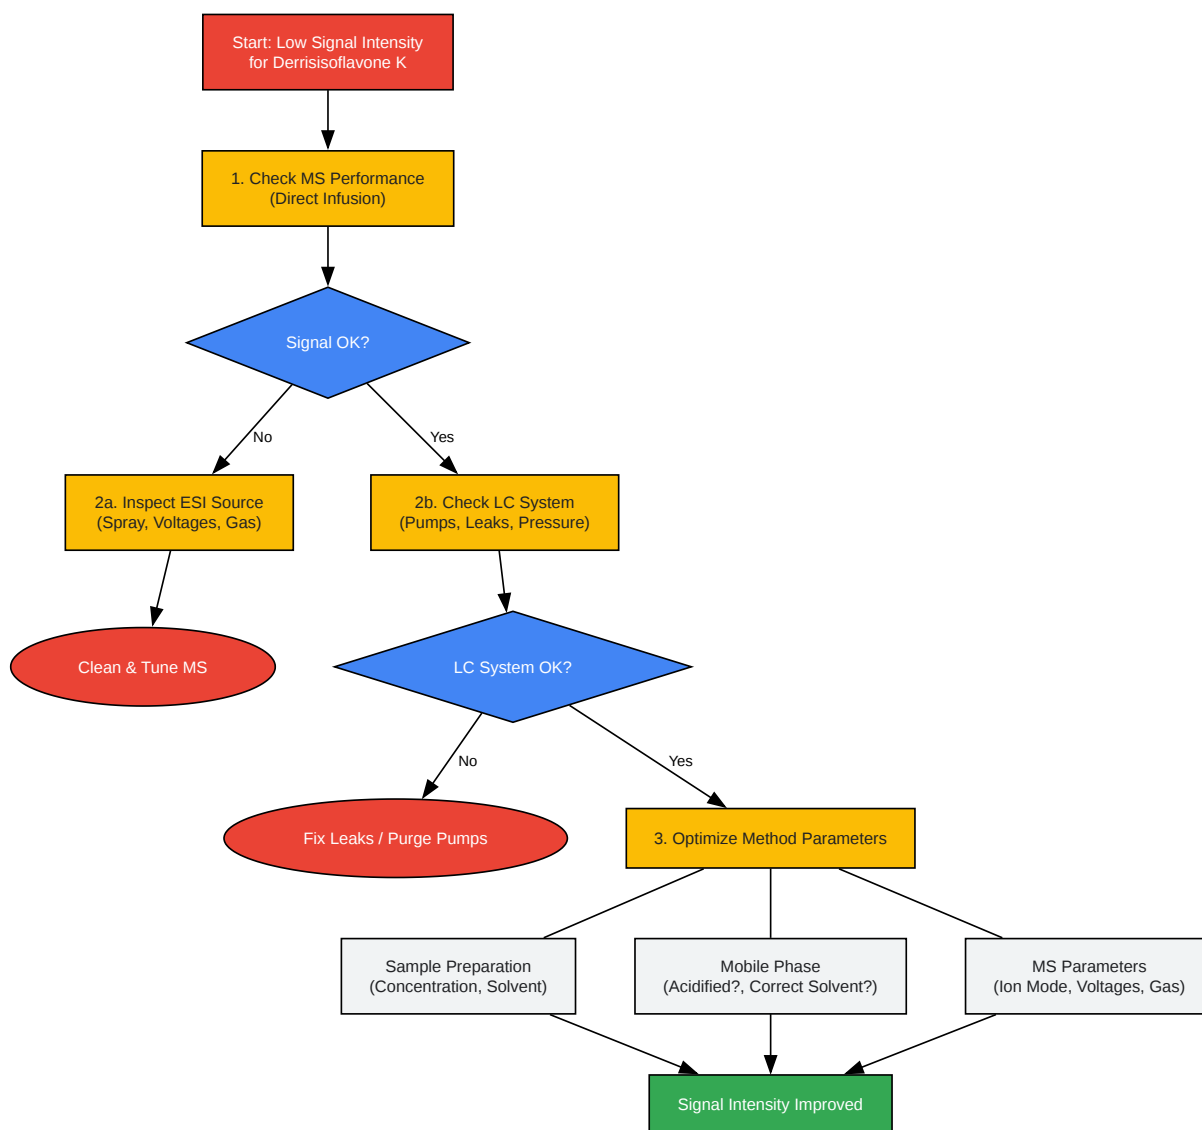 Start: Low Signal Intensity
for Derrisisoflavone K
1. Check MS Performance
(Direct Infusion)
Signal OK?
No
Yes
2a. Inspect ESI Source
(Spray, Voltages, Gas)
2b. Check LC System
(Pumps, Leaks, Pressure)
Clean & Tune MS
LC System OK?
No
Yes
Fix Leaks / Purge Pumps
3. Optimize Method Parameters
Sample Preparation
(Concentration, Solvent)
Mobile Phase
(Acidified?, Correct Solvent?)
MS Parameters
(Ion Mode, Voltages, Gas)
Signal Intensity Improved